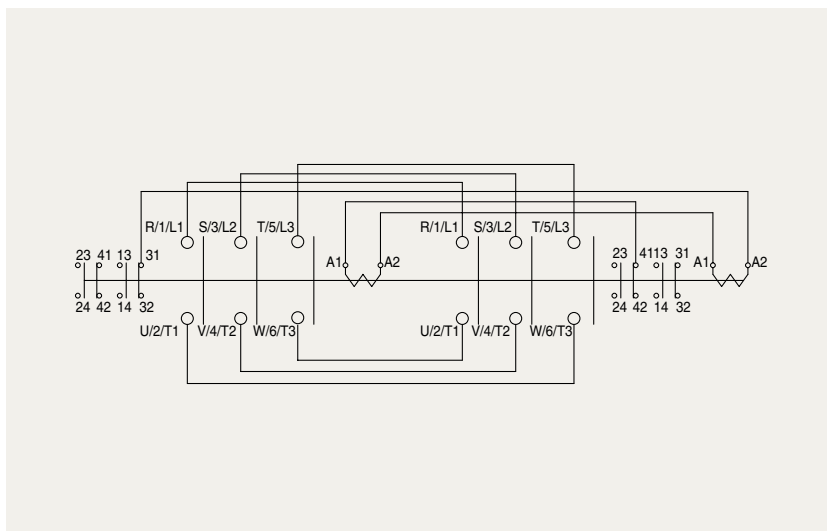 R/1/L1 S/3/L2 T/5/L3 R/1/L1 S/3/L2 T/5/L3
23 41 13 31 A1 A2 23 4113 31 A1 A2
24 42 14 32 24 42 14 32
U/2/T1 V/4/T2 W/6/T3 U/2/T1 V/4/T2 W/6/T3